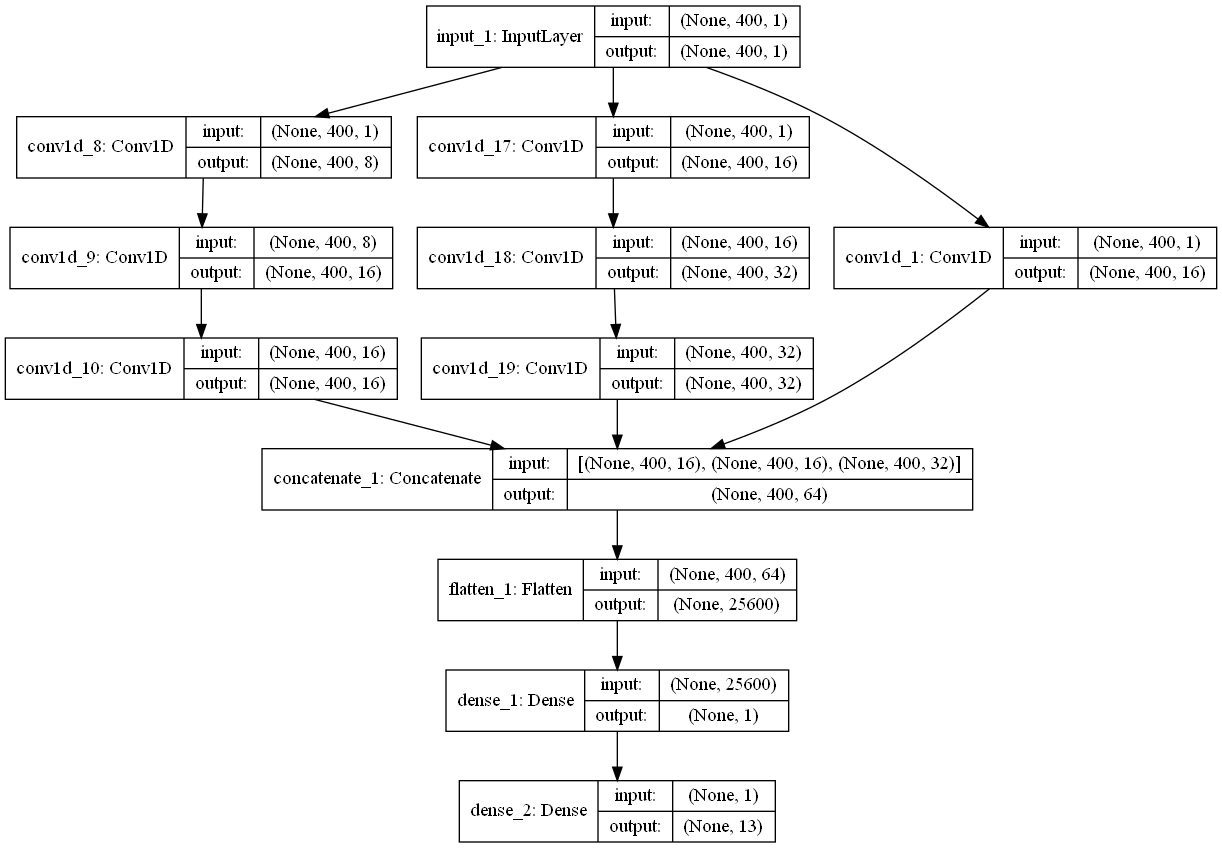 input_1: InputLayer
input: (None, 400, 1)
output: (None, 400, 1)
conv1d_8: Conv1D
input: (None, 400, 1)
output: (None, 400, 8)
conv1d_17: Conv1D
input: (None, 400, 1)
output: (None, 400, 16)
conv1d_9: Conv1D
input: (None, 400, 8)
output: (None, 400, 16)
conv1d_18: Conv1D
input: (None, 400, 16)
output: (None, 400, 32)
conv1d_1: Conv1D
input: (None, 400, 1)
output: (None, 400, 16)
conv1d_10: Conv1D
input: (None, 400, 16)
output: (None, 400, 16)
conv1d_19: Conv1D
input: (None, 400, 32)
output: (None, 400, 32)
concatenate_1: Concatenate
input: [(None, 400, 16), (None, 400, 16), (None, 400, 32)]
output: (None, 400, 64)
flatten_1: Flatten
input: (None, 400, 64)
output: (None, 25600)
dense_1: Dense
input: (None, 25600)
output: (None, 1)
dense_2: Dense
input: (None, 1)
output: (None, 13)